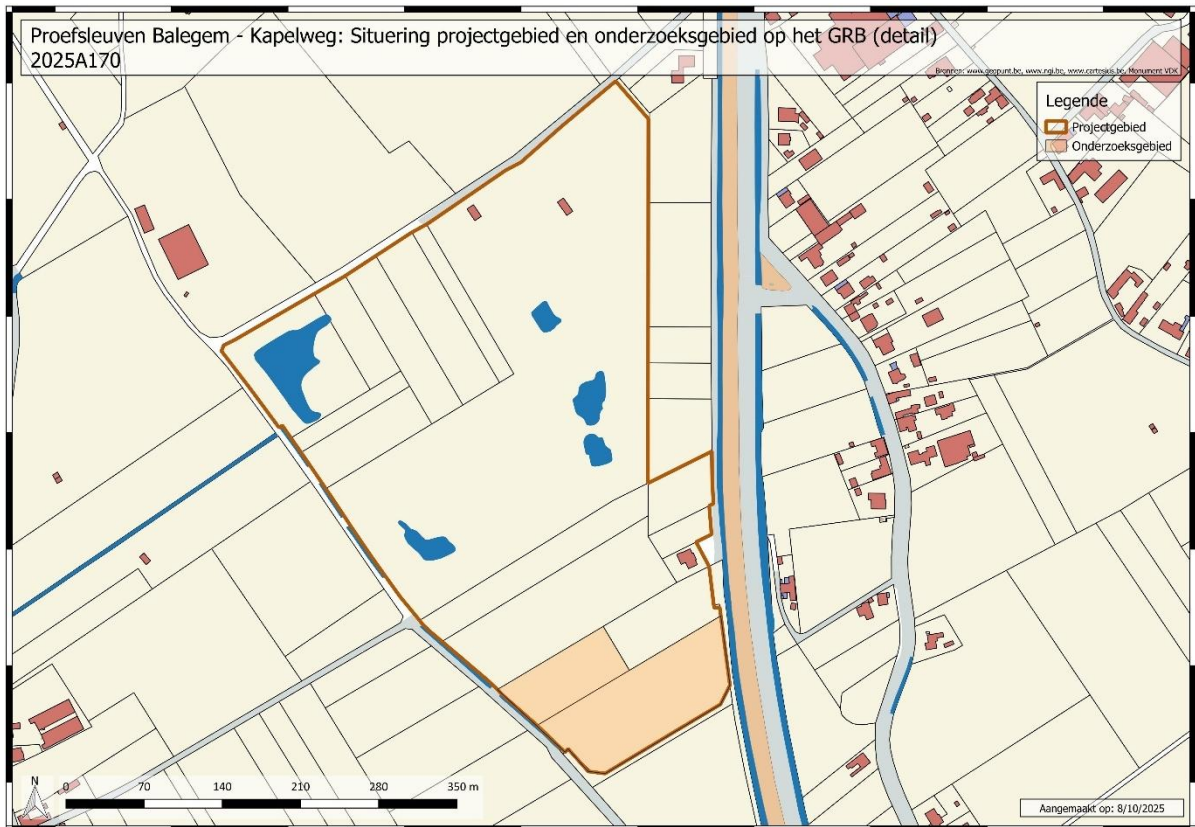 Proefsleuven Balegem - Kapelweg: Situering projectgebied en onderzoeksgebied op het GRB (detail)
2025A170
Bronnen: www.geopunt.be, www.ngi.be, www.cartesius.be, Monument VDK
Legende
Projectgebied
Onderzoeksgebied
N
0 70 140 210 280 350 m
Aangemaakt op: 8/10/2025